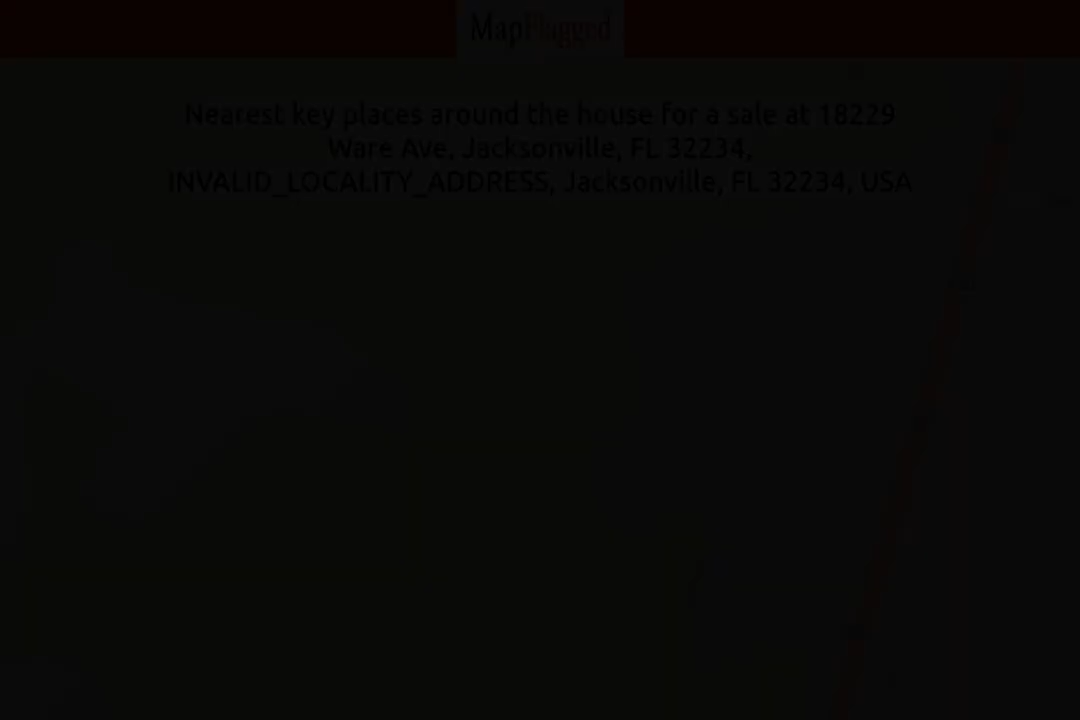 MapFlagged
Nearest key places around the house for a sale at 18229
Ware Ave, Jacksonville, FL 32234,
INVALID_LOCALITY_ADDRESS, Jacksonville, FL 32234, USA